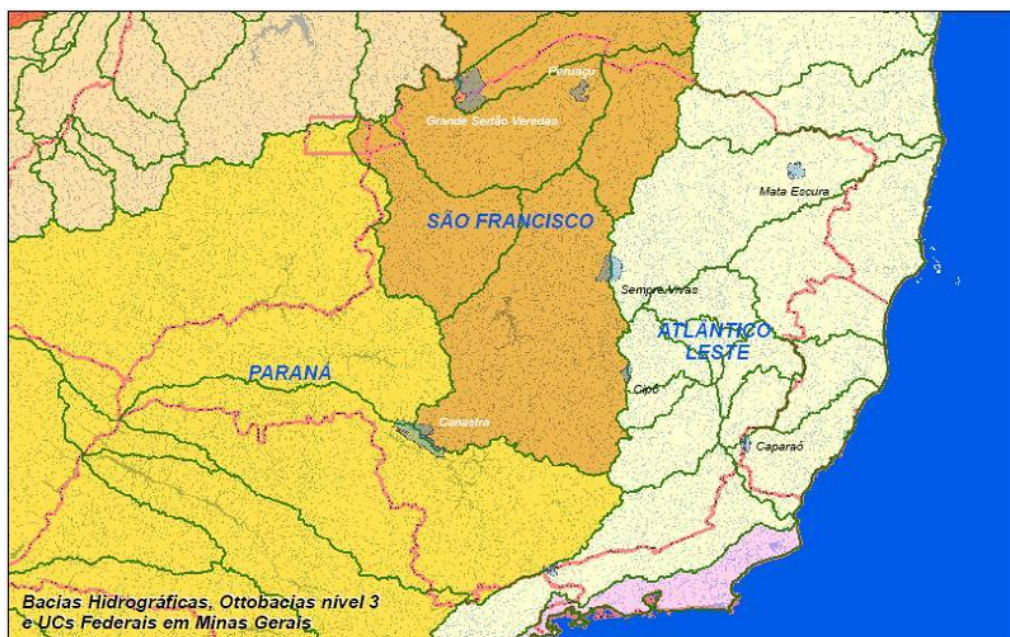 Peruaçu
Grande Sertão Veredas
Mata Escura
SÃO FRANCISCO
Sempre Vivas
ATLÂNTICO
LESTE
PARANÁ
Cipó
Canastra
Caparaó
Bacias Hidrográficas, Ottobacias nível 3
e UCs Federais em Minas Gerais